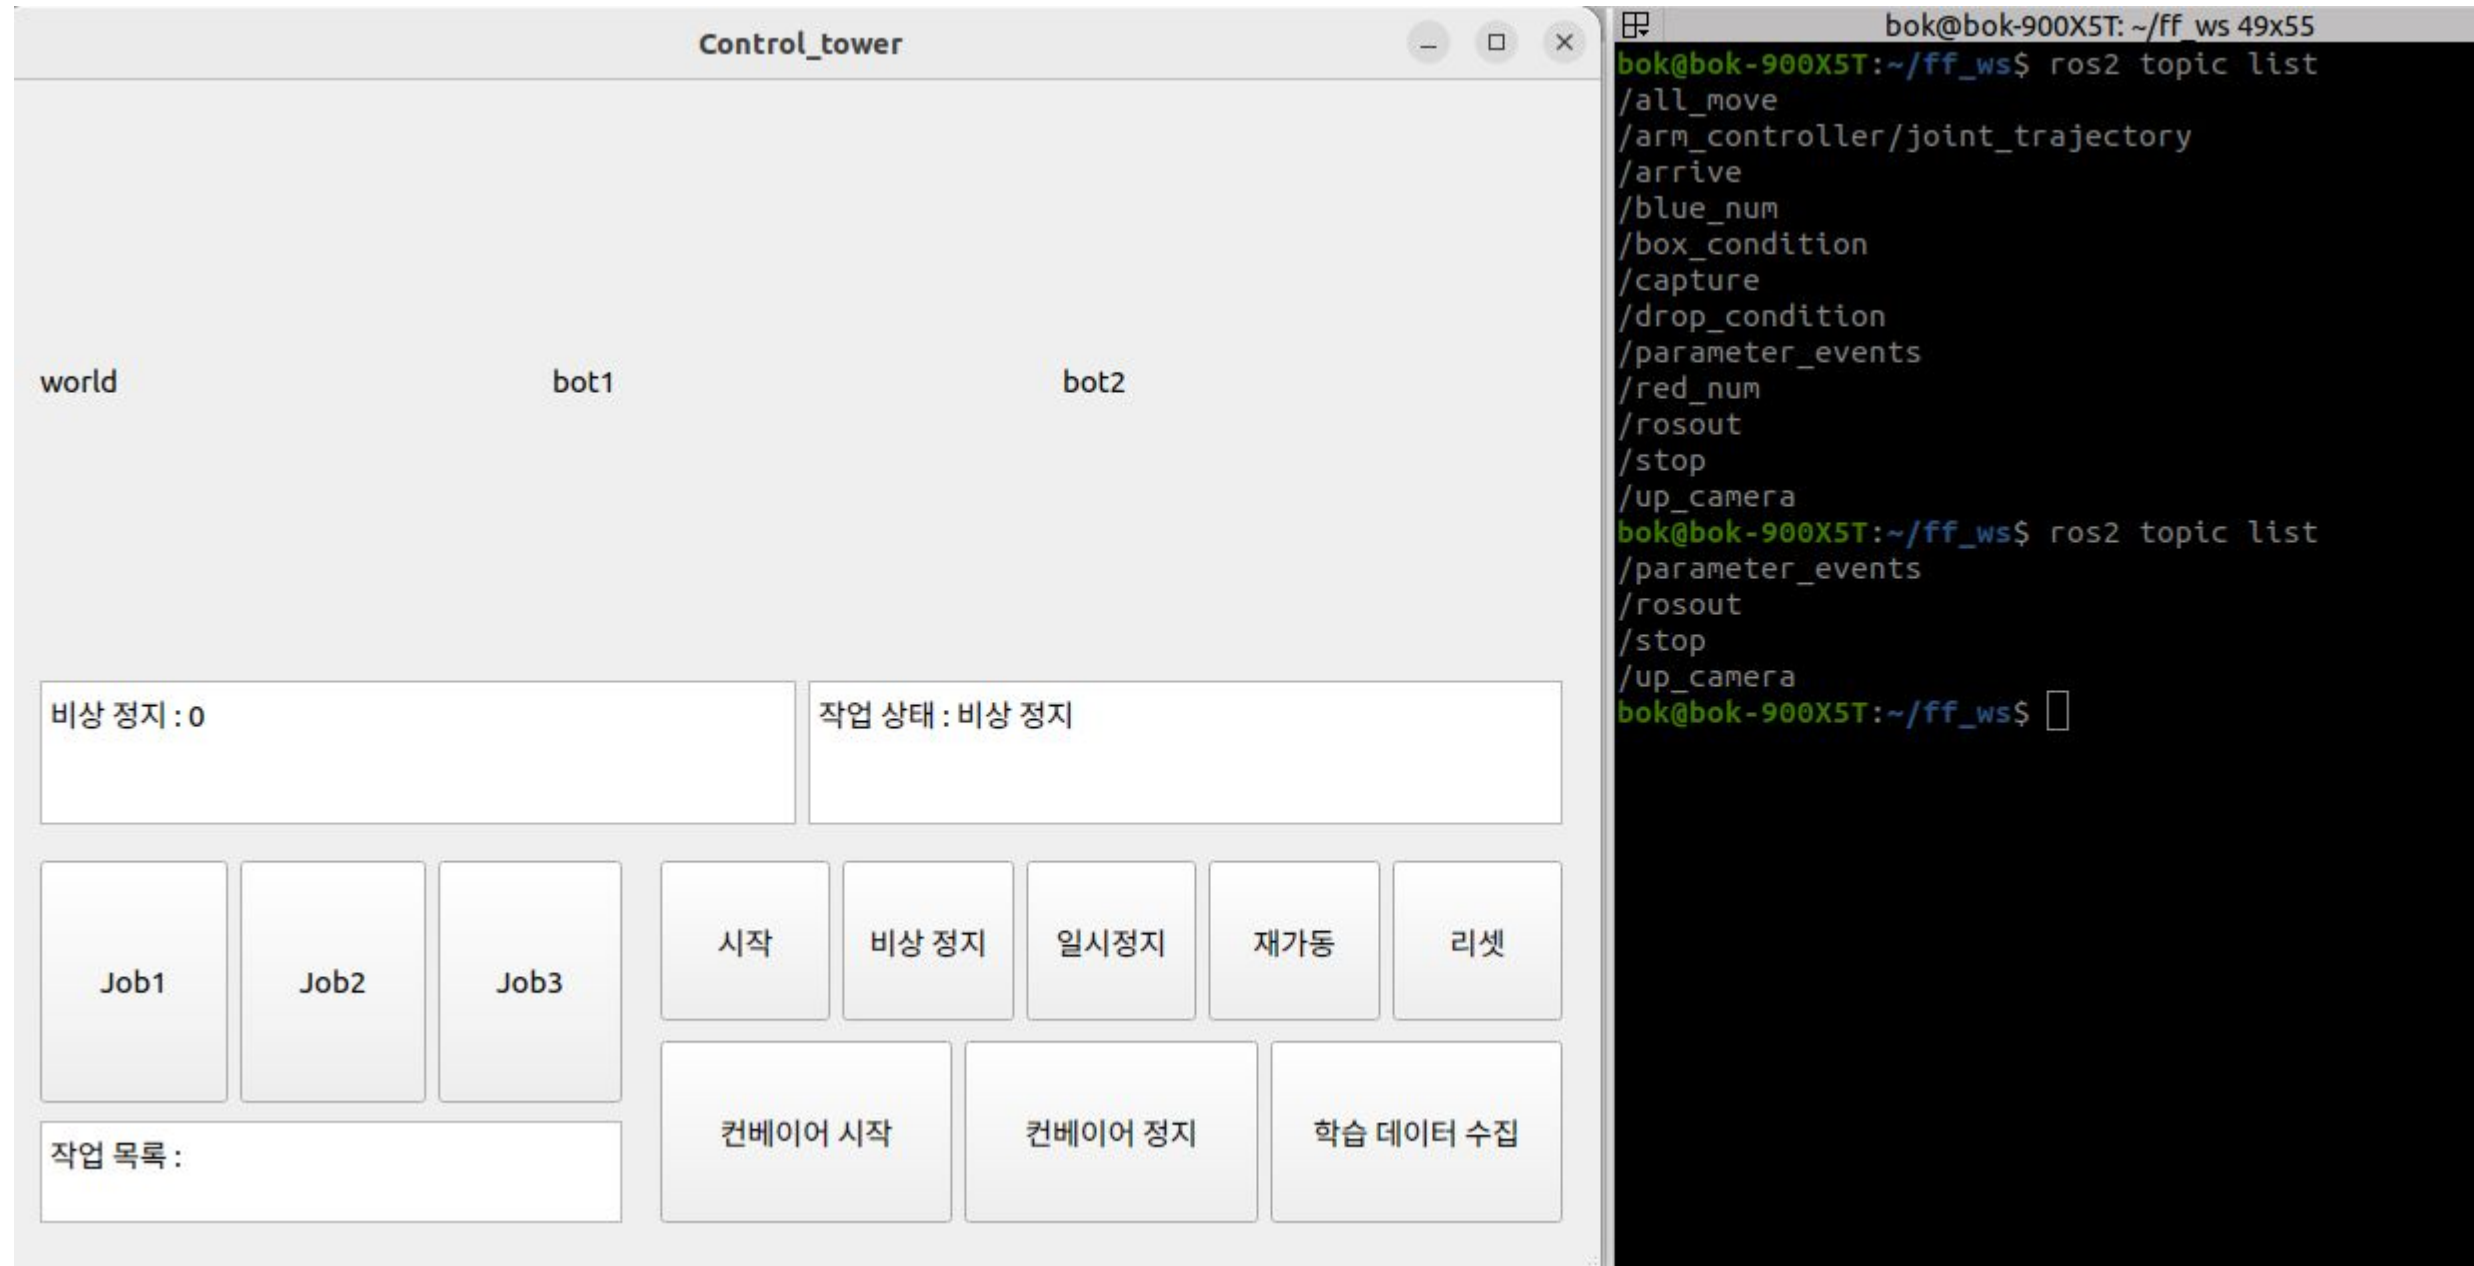 Control_tower
world
bot1
bot2
비상 정지 : 0
작업 상태 : 비상 정지
Job1
Job2
Job3
시작
비상 정지
일시정지
재가동
리셋
작업 목록 :
컨베이어 시작
컨베이어 정지
학습 데이터 수집
bok@bok-900X5T: ~/ff_ws 49x55
bok@bok-900X5T:~/ff_ws$ ros2 topic list
/all_move
/arm_controller/joint_trajectory
/arrive
/blue_num
/box_condition
/capture
/drop_condition
/parameter_events
/red_num
/rosout
/stop
/up_camera
bok@bok-900X5T:~/ff_ws$ ros2 topic list
/parameter_events
/rosout
/stop
/up_camera
bok@bok-900X5T:~/ff_ws$